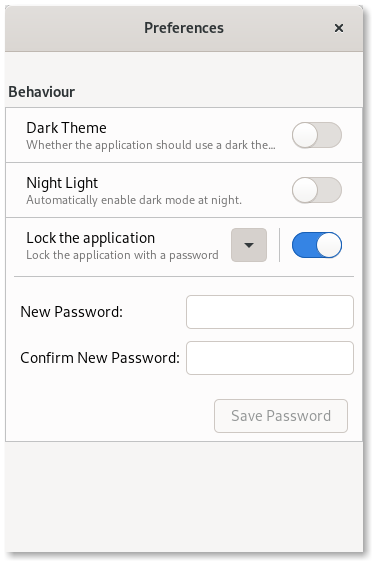 Preferences
Behaviour
Dark Theme
Whether the application should use a dark the...
Night Light
Automatically enable dark mode at night.
Lock the application
Lock the application with a password
New Password:
Confirm New Password:
Save Password